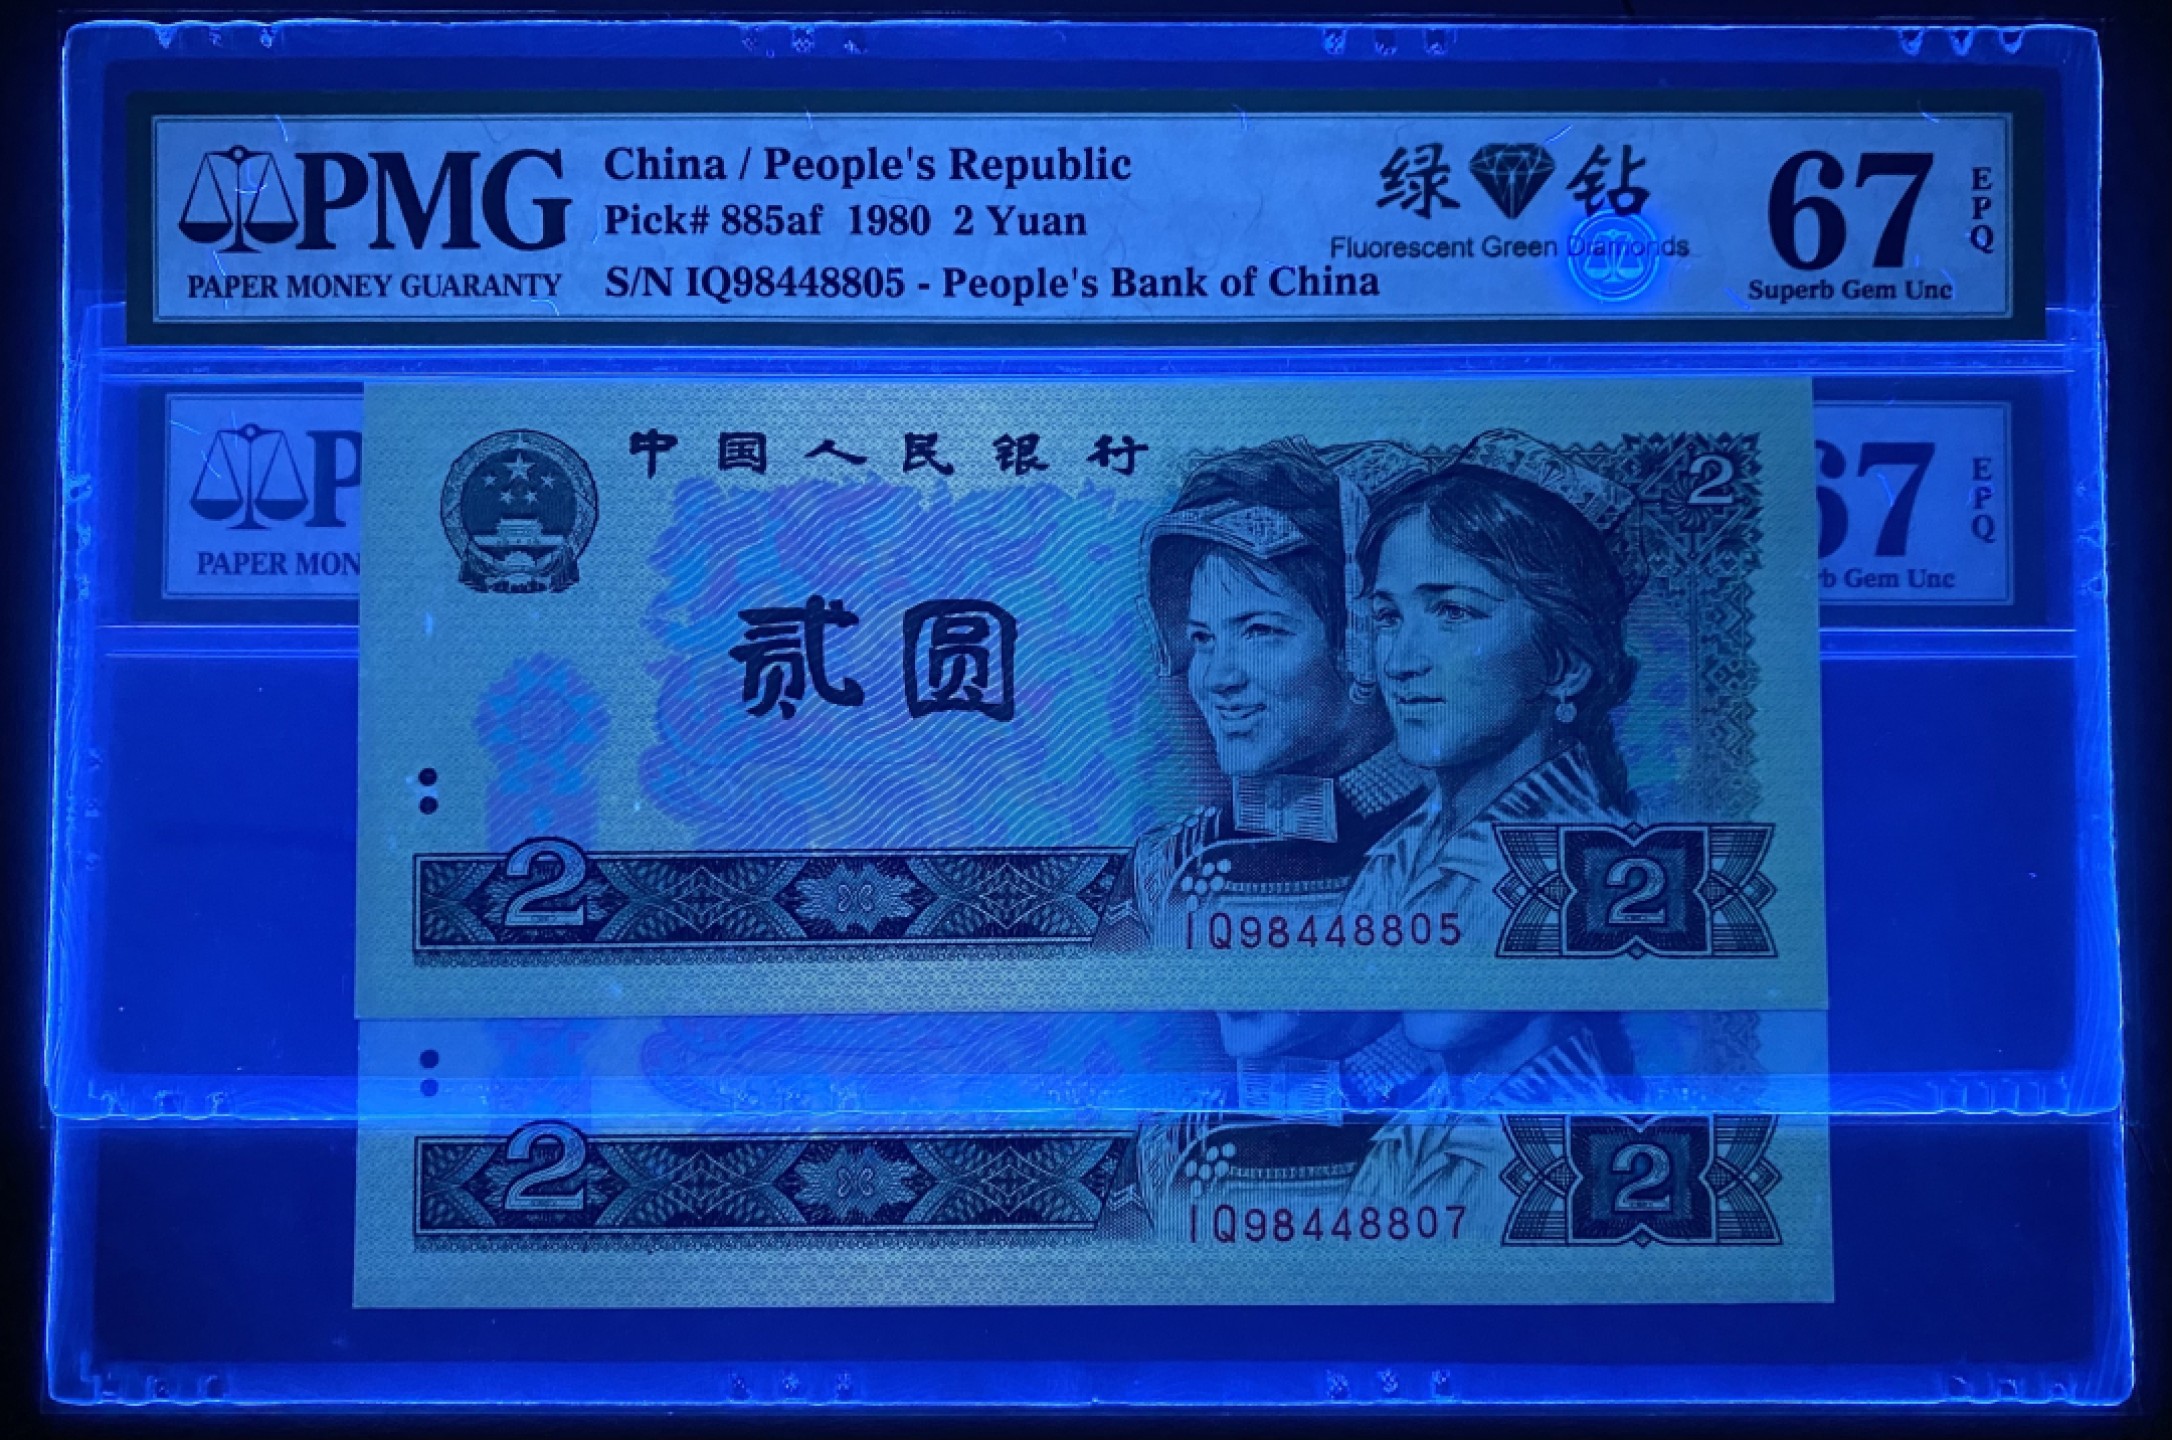 PMG
PAPER MONEY GUARANTY
China / People's Republic
Pick# 885af 1980 2 Yuan
S/N IQ98448805 - People's Bank of China
绿 钻
Fluorescent Green Diamonds
67
Superb Gem Unc
EPQ
P
PAPER MON
67
b Gem Unc
EPQ
中国人民银行
2
贰圆
2
2
IQ98448805
2
2
IQ98448807